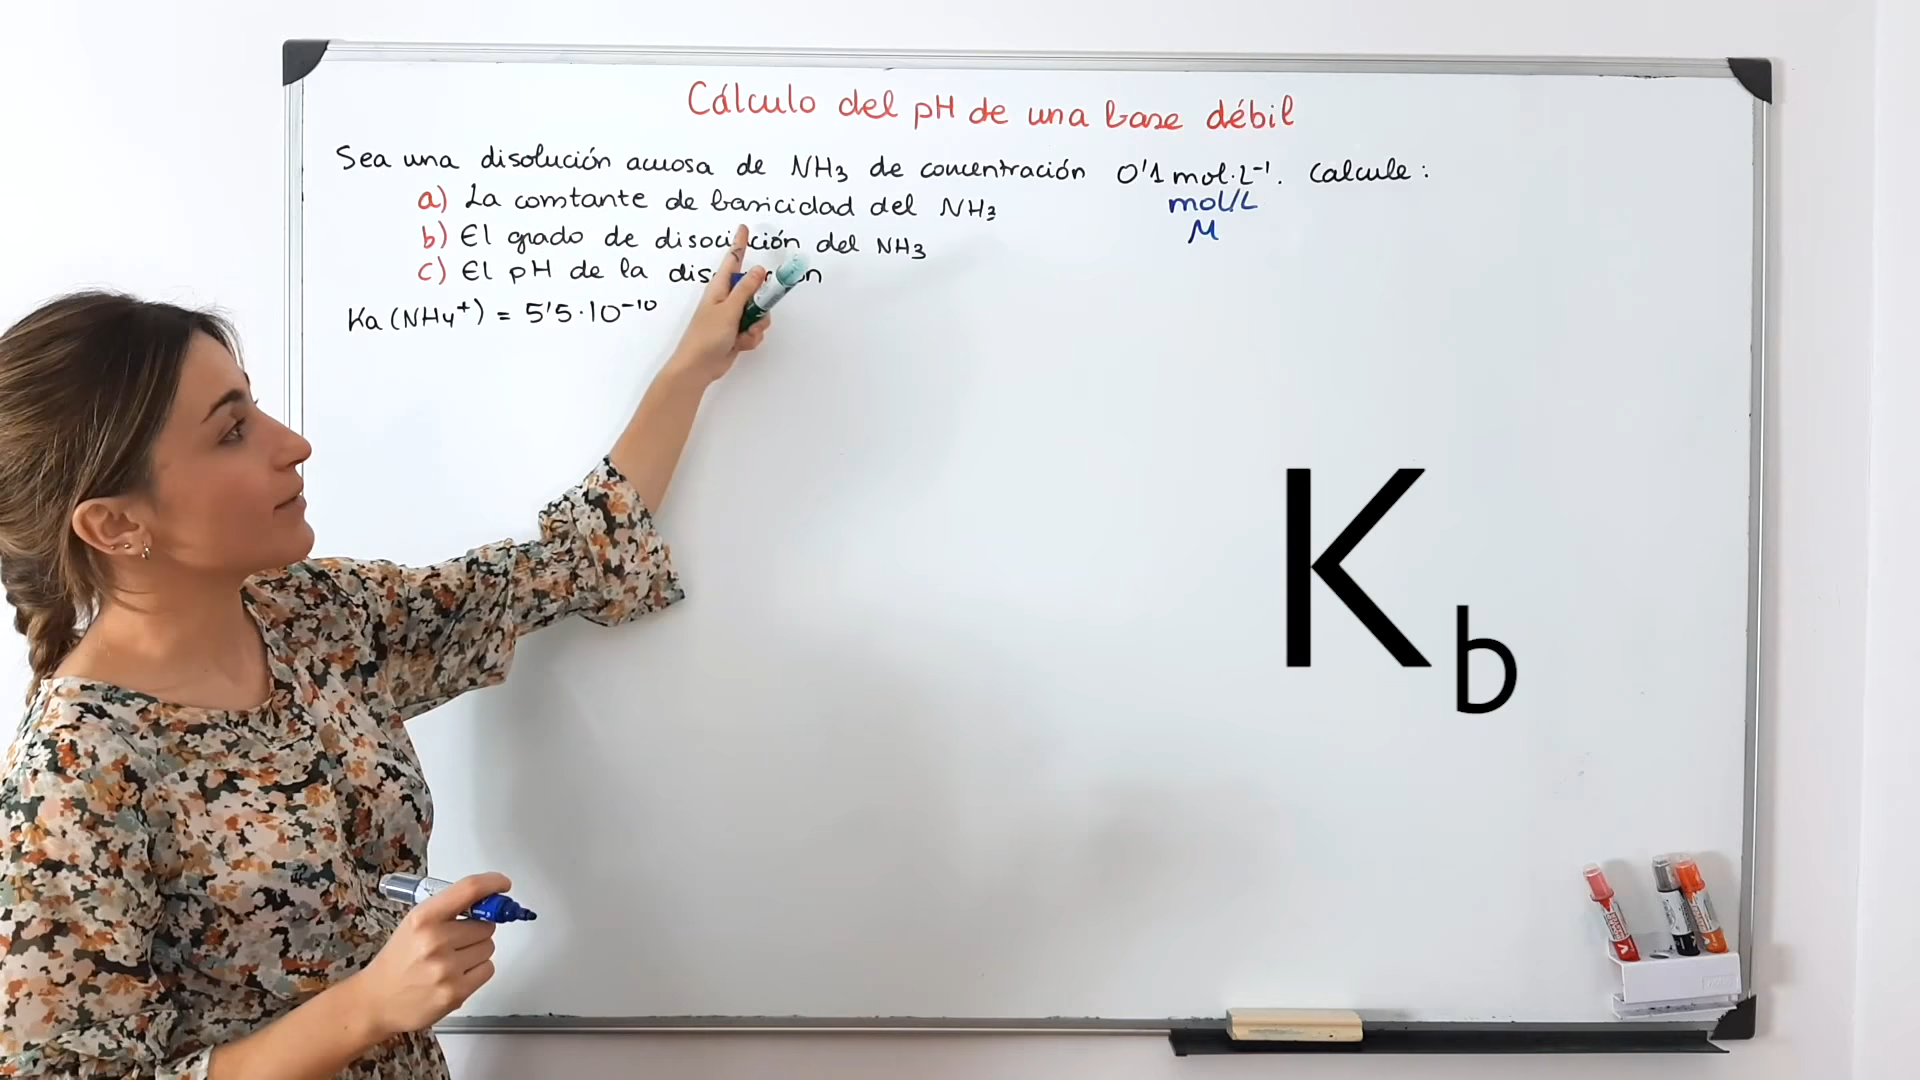 Cálculo del pH de una base débil
Sea una disolución acuosa de NH3 de concentración 0'1 mol·L⁻¹. Calcule:
mol/L
M
a) La constante de basicidad del NH3
b) El grado de disociación del NH3
c) El pH de la
Ka (NH4⁺) = 5'5·10⁻¹⁰
Kb